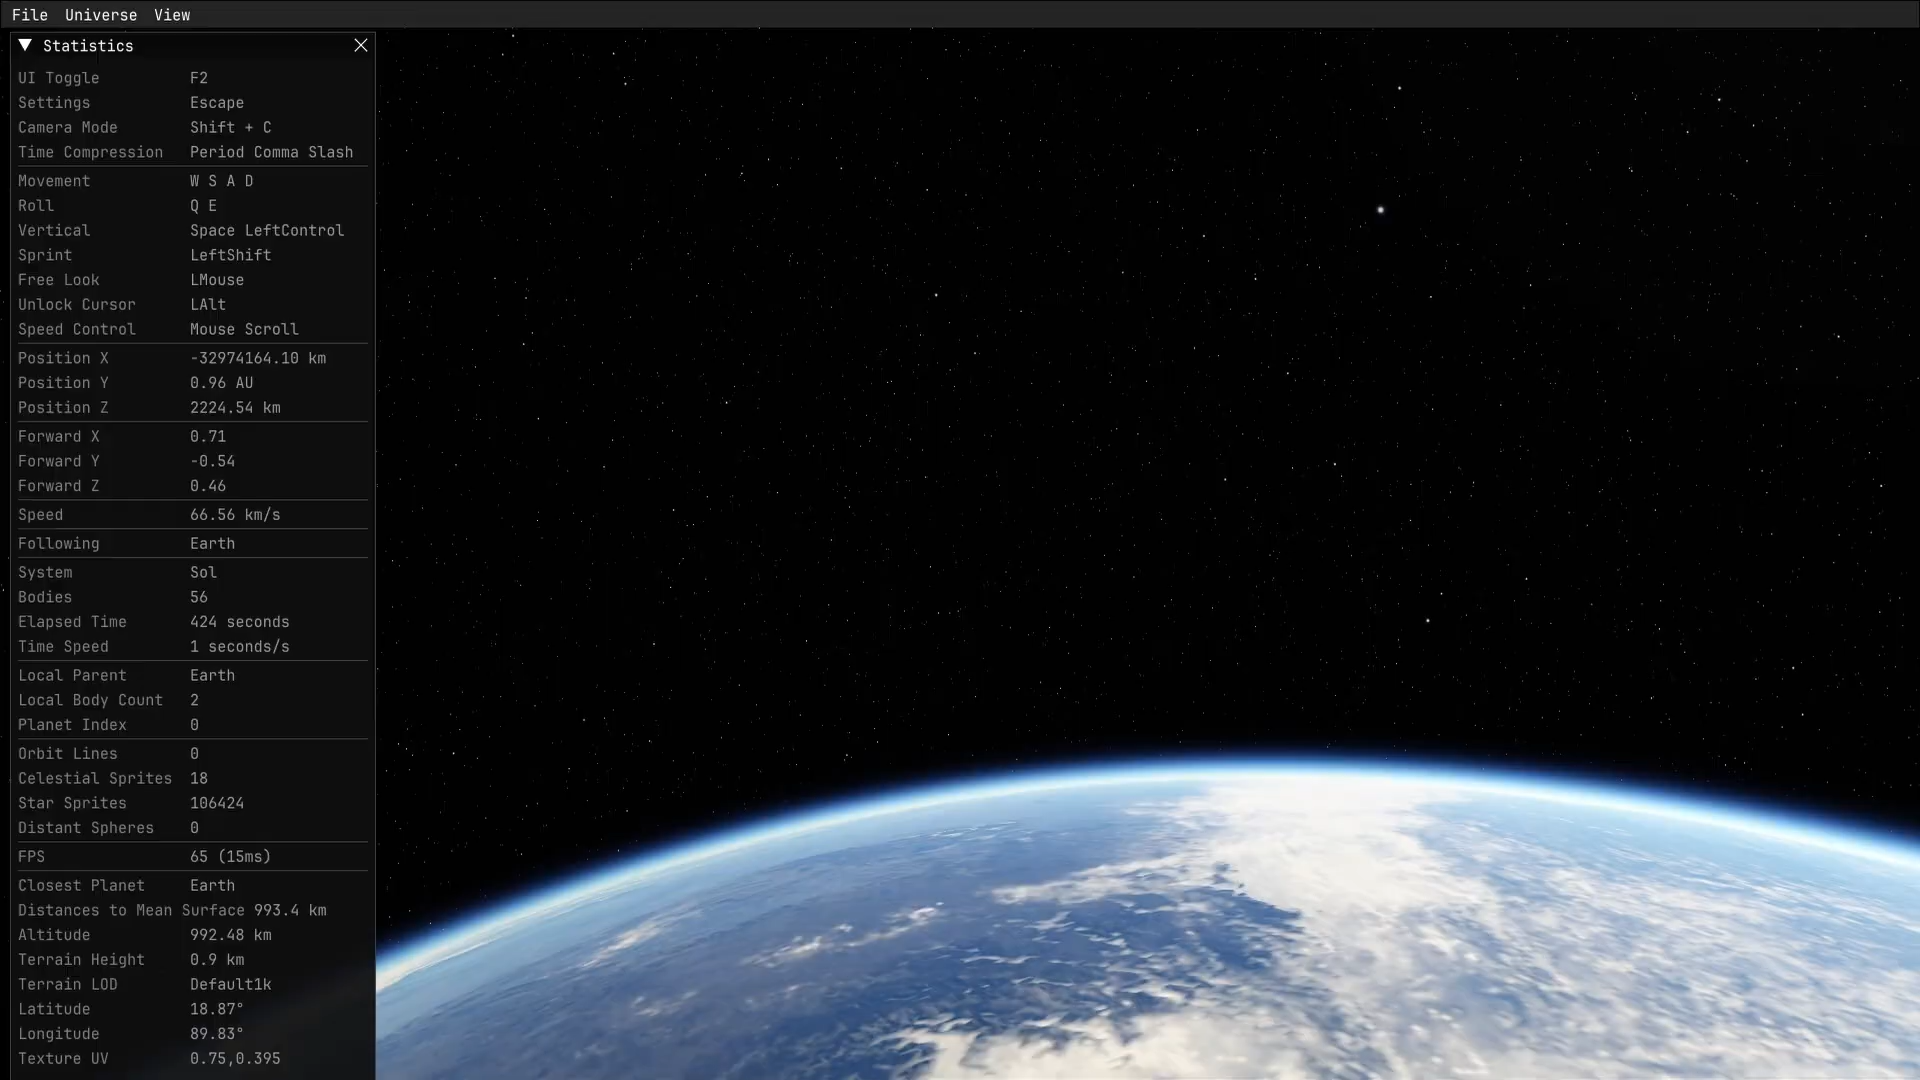 File Universe View
Statistics
UI Toggle F2
Settings Escape
Camera Mode Shift + C
Time Compression Period Comma Slash
Movement W S A D
Roll Q E
Vertical Space LeftControl
Sprint LeftShift
Free Look LMouse
Unlock Cursor LAlt
Speed Control Mouse Scroll
Position X -32974164.10 km
Position Y 0.96 AU
Position Z 2224.54 km
Forward X 0.71
Forward Y -0.54
Forward Z 0.46
Speed 66.56 km/s
Following Earth
System Sol
Bodies 56
Elapsed Time 424 seconds
Time Speed 1 seconds/s
Local Parent Earth
Local Body Count 2
Planet Index 0
Orbit Lines 0
Celestial Sprites 18
Star Sprites 106424
Distant Spheres 0
FPS 65 (15ms)
Closest Planet Earth
Distances to Mean Surface 993.4 km
Altitude 992.48 km
Terrain Height 0.9 km
Terrain LOD Default1k
Latitude 18.87°
Longitude 89.83°
Texture UV 0.75,0.395